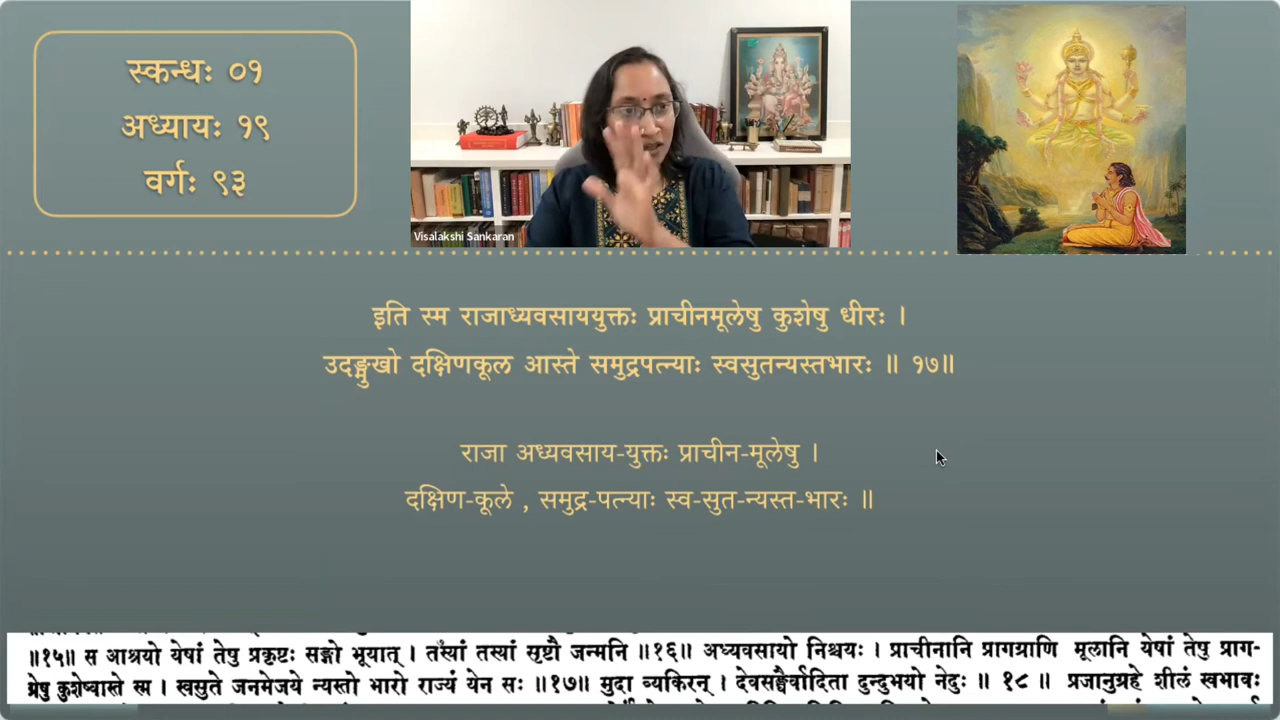 स्कन्धः ०१
अध्यायः १९
वर्गः ९३
Visalakshi Sankaran
इति स्म राजाध्यवसाययुक्तः प्राचीनमूलेषु कुशेषु धीरः ।
उदङ्मुखो दक्षिणकूल आस्ते समुद्रपत्न्याः स्वसुतन्यस्तभारः ॥ १७॥
राजा अध्यवसाय-युक्तः प्राचीन-मूलेषु ।
दक्षिण-कूले , समुद्र-पत्न्याः स्व-सुत-न्यस्त-भारः ॥
॥१५॥ स आश्रयो येषां तेषु प्रकृष्टः सङ्गो भूयात् । तस्यां तस्यां सृष्टौ जन्मनि ॥१६॥ अध्यवसायो निश्चयः । प्राचीनानि प्रागग्राणि मूलानि येषां तेषु प्राग-
ग्रेषु कुशेष्वास्ते स्म । स्वसुते जनमेजये न्यस्तो भारो राज्यं येन सः ॥१७॥ मुदा व्यकिरन् । देवसङ्घैर्वादिता दुन्दुभयो नेदुः ॥ १८ ॥ प्रजानुग्रहे शीलं स्वभावः